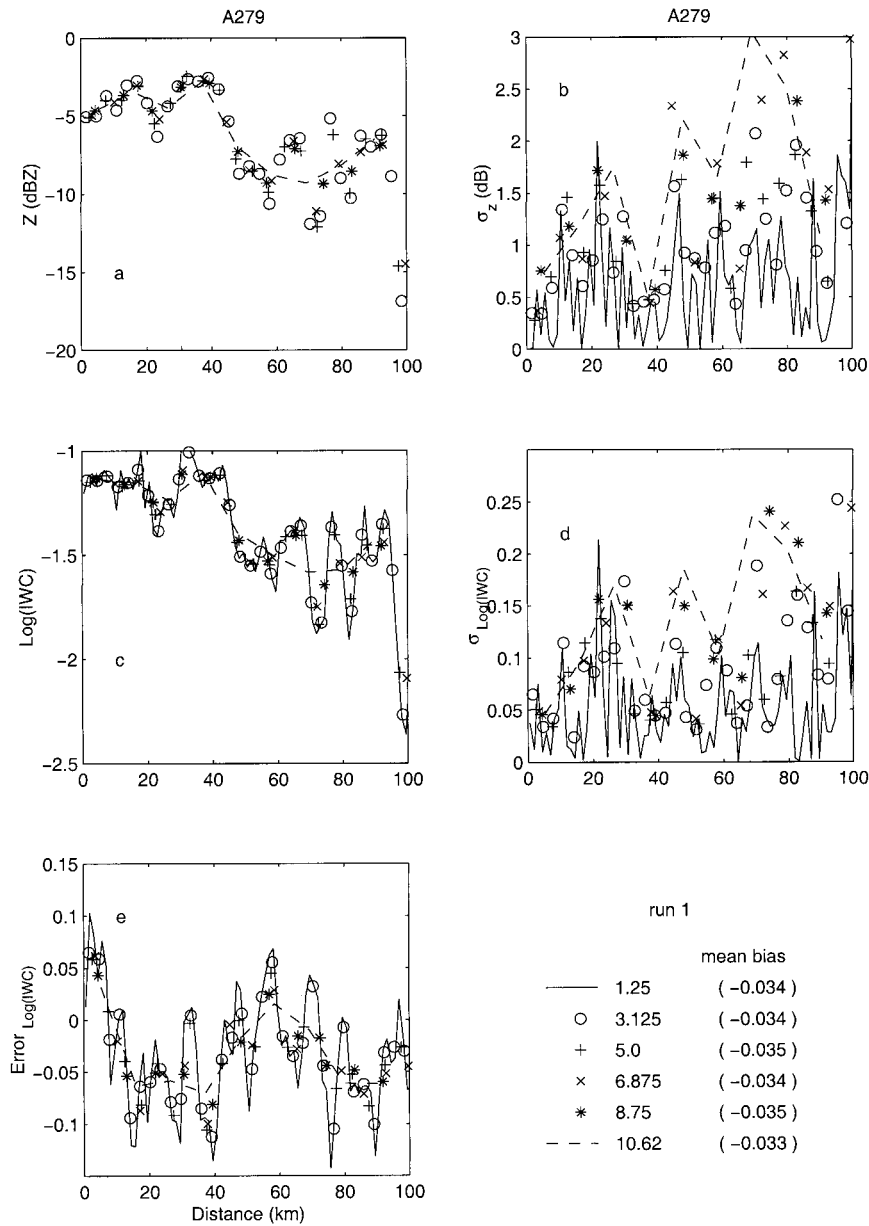 A279
A279
0
−5
−10
−15
−20
Z (dBZ)
a
0 20 40 60 80 100
3
2.5
2
1.5
1
0.5
0
σz (dB)
b
0 20 40 60 80 100
−1
−1.5
−2
−2.5
Log(IWC)
c
0 20 40 60 80 100
0.25
0.2
0.15
0.1
0.05
0
σLog(IWC)
d
0 20 40 60 80 100
0.15
0.1
0.05
0
−0.05
−0.1
Error Log(IWC)
e
0 20 40 60 80 100
Distance (km)
run 1
mean bias
1.25 ( −0.034 )
3.125 ( −0.034 )
5.0 ( −0.035 )
6.875 ( −0.034 )
8.75 ( −0.035 )
10.62 ( −0.033 )